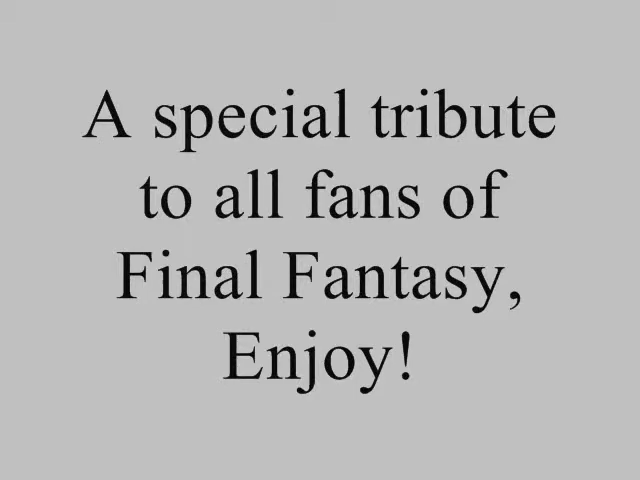 A special tribute
to all fans of
Final Fantasy,
Enjoy!